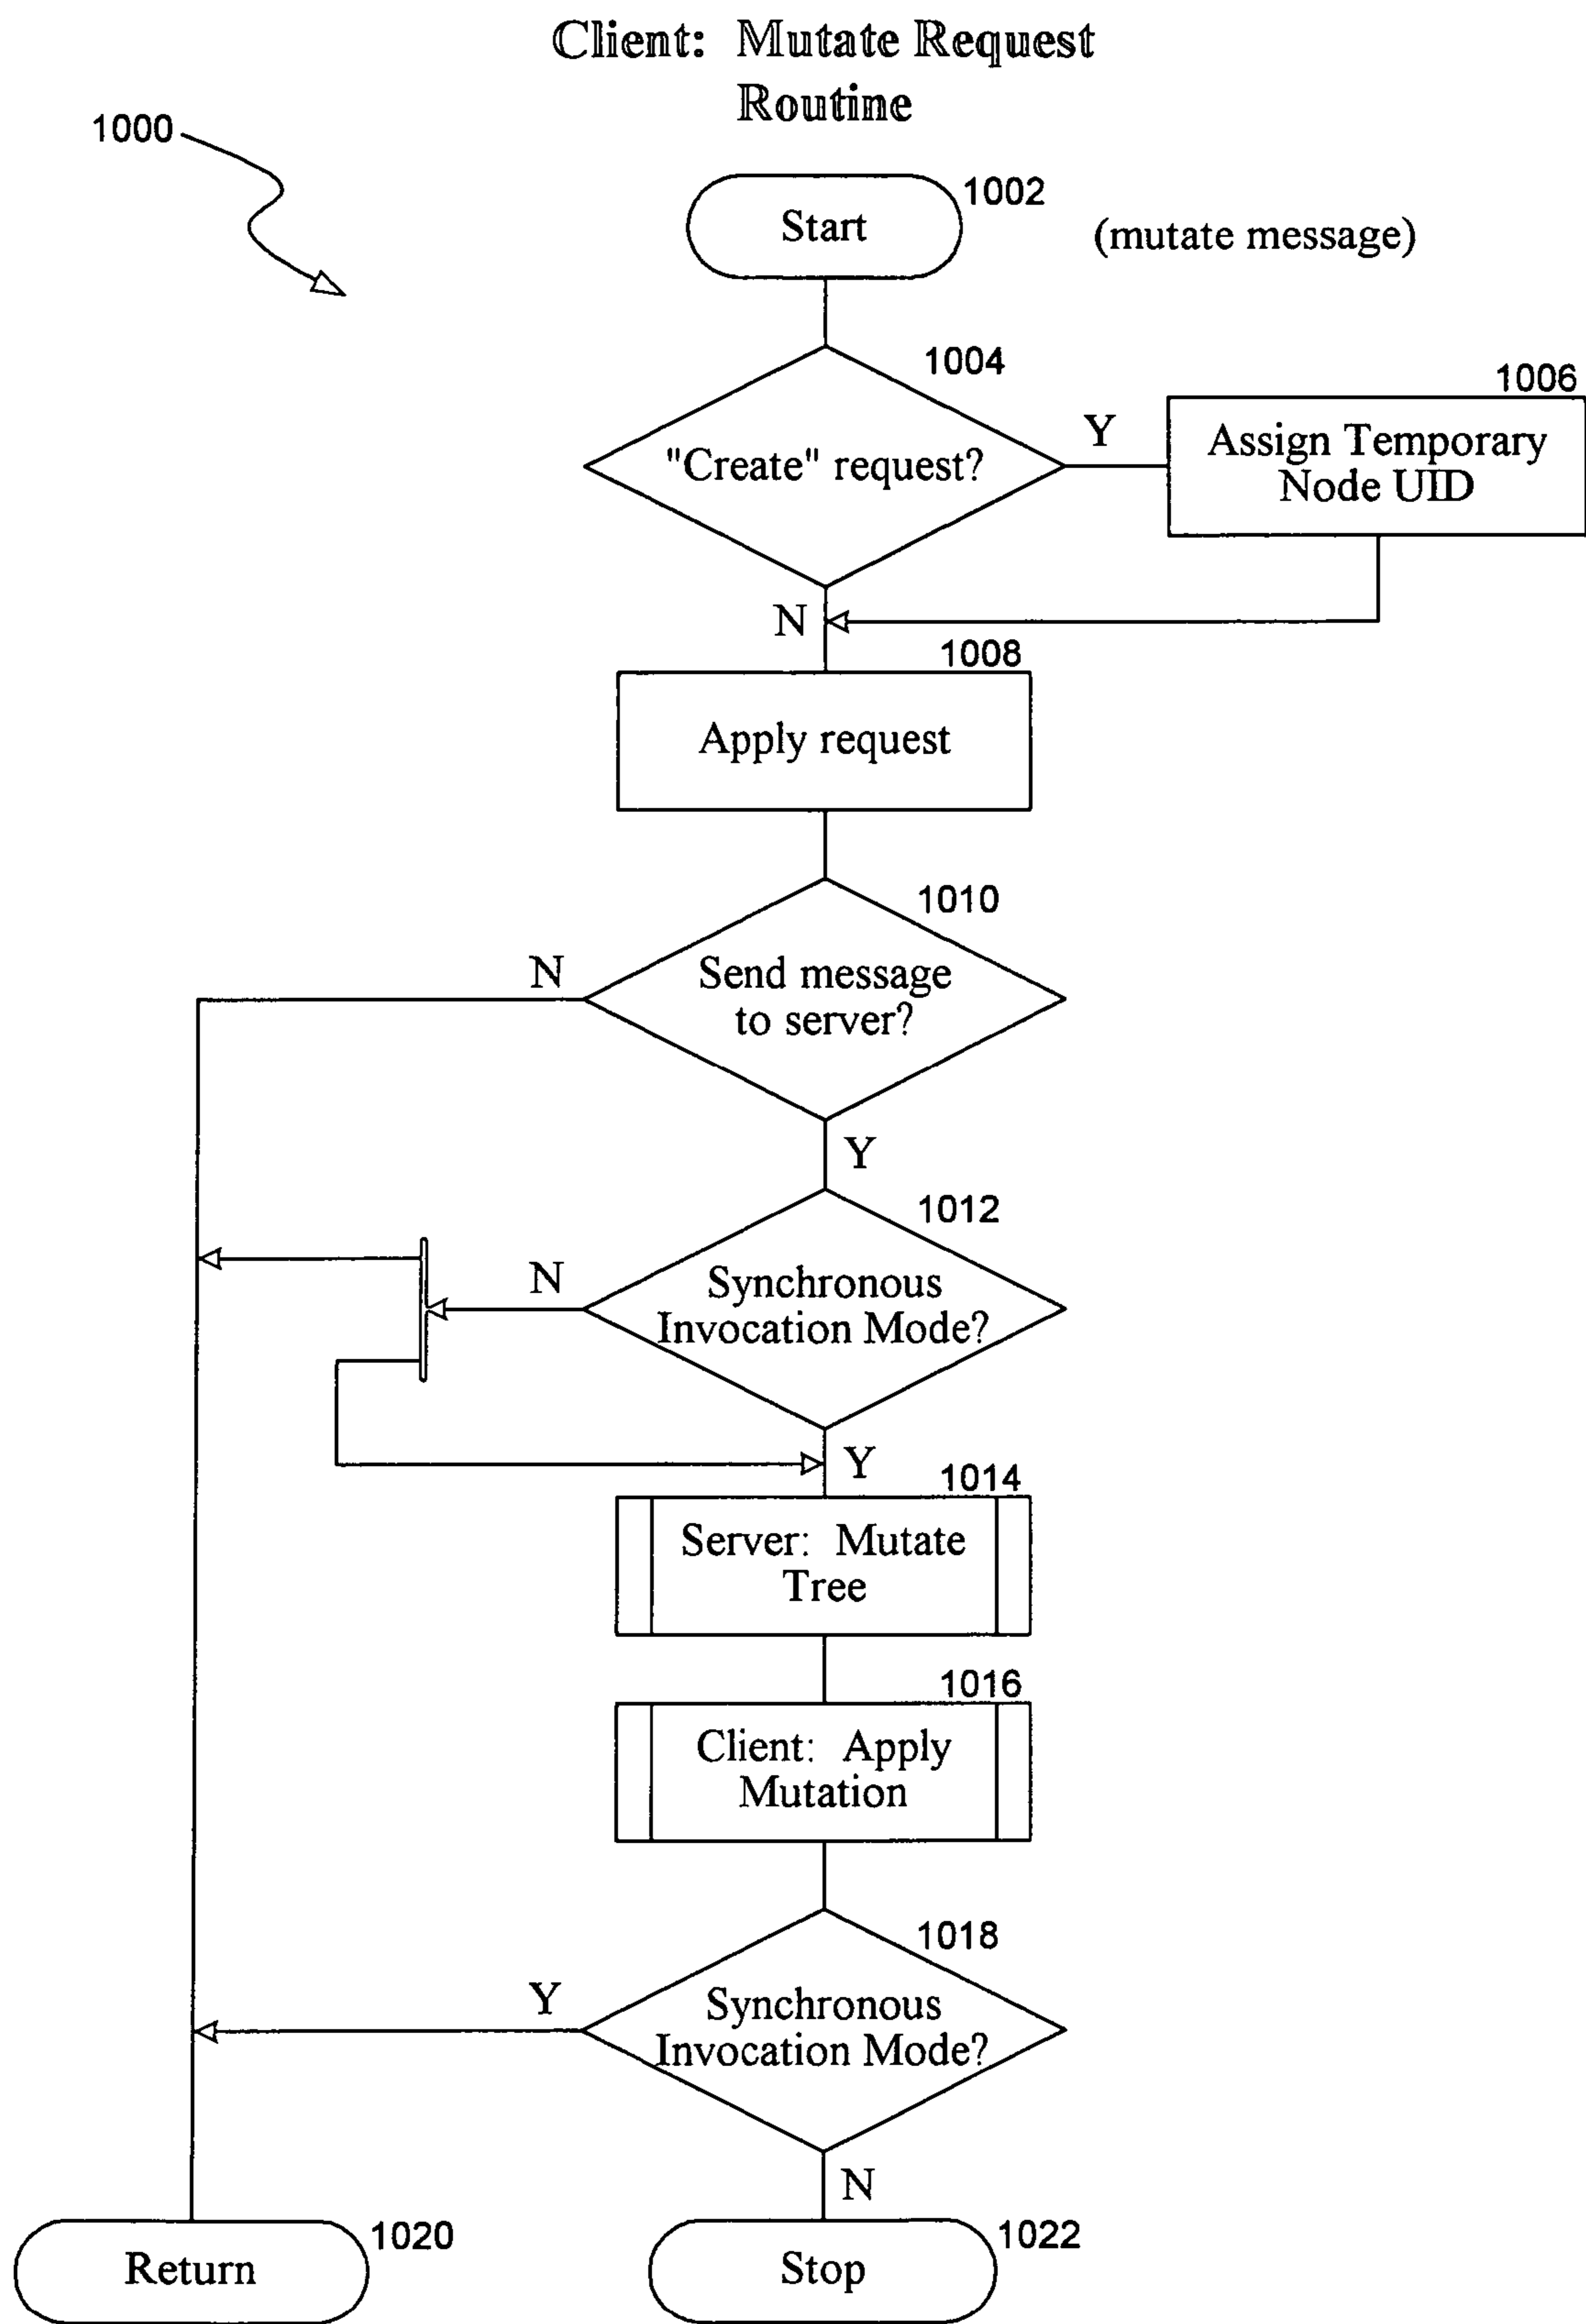 Client: Mutate Request
Routine
1000
Start
1002
(mutate message)
1004
"Create" request?
Y
1006
Assign Temporary
Node UID
N
1008
Apply request
1010
Send message
to server?
N
Y
1012
Synchronous
Invocation Mode?
N
Y
1014
Server: Mutate
Tree
1016
Client: Apply
Mutation
1018
Synchronous
Invocation Mode?
Y
N
Return
1020
Stop
1022